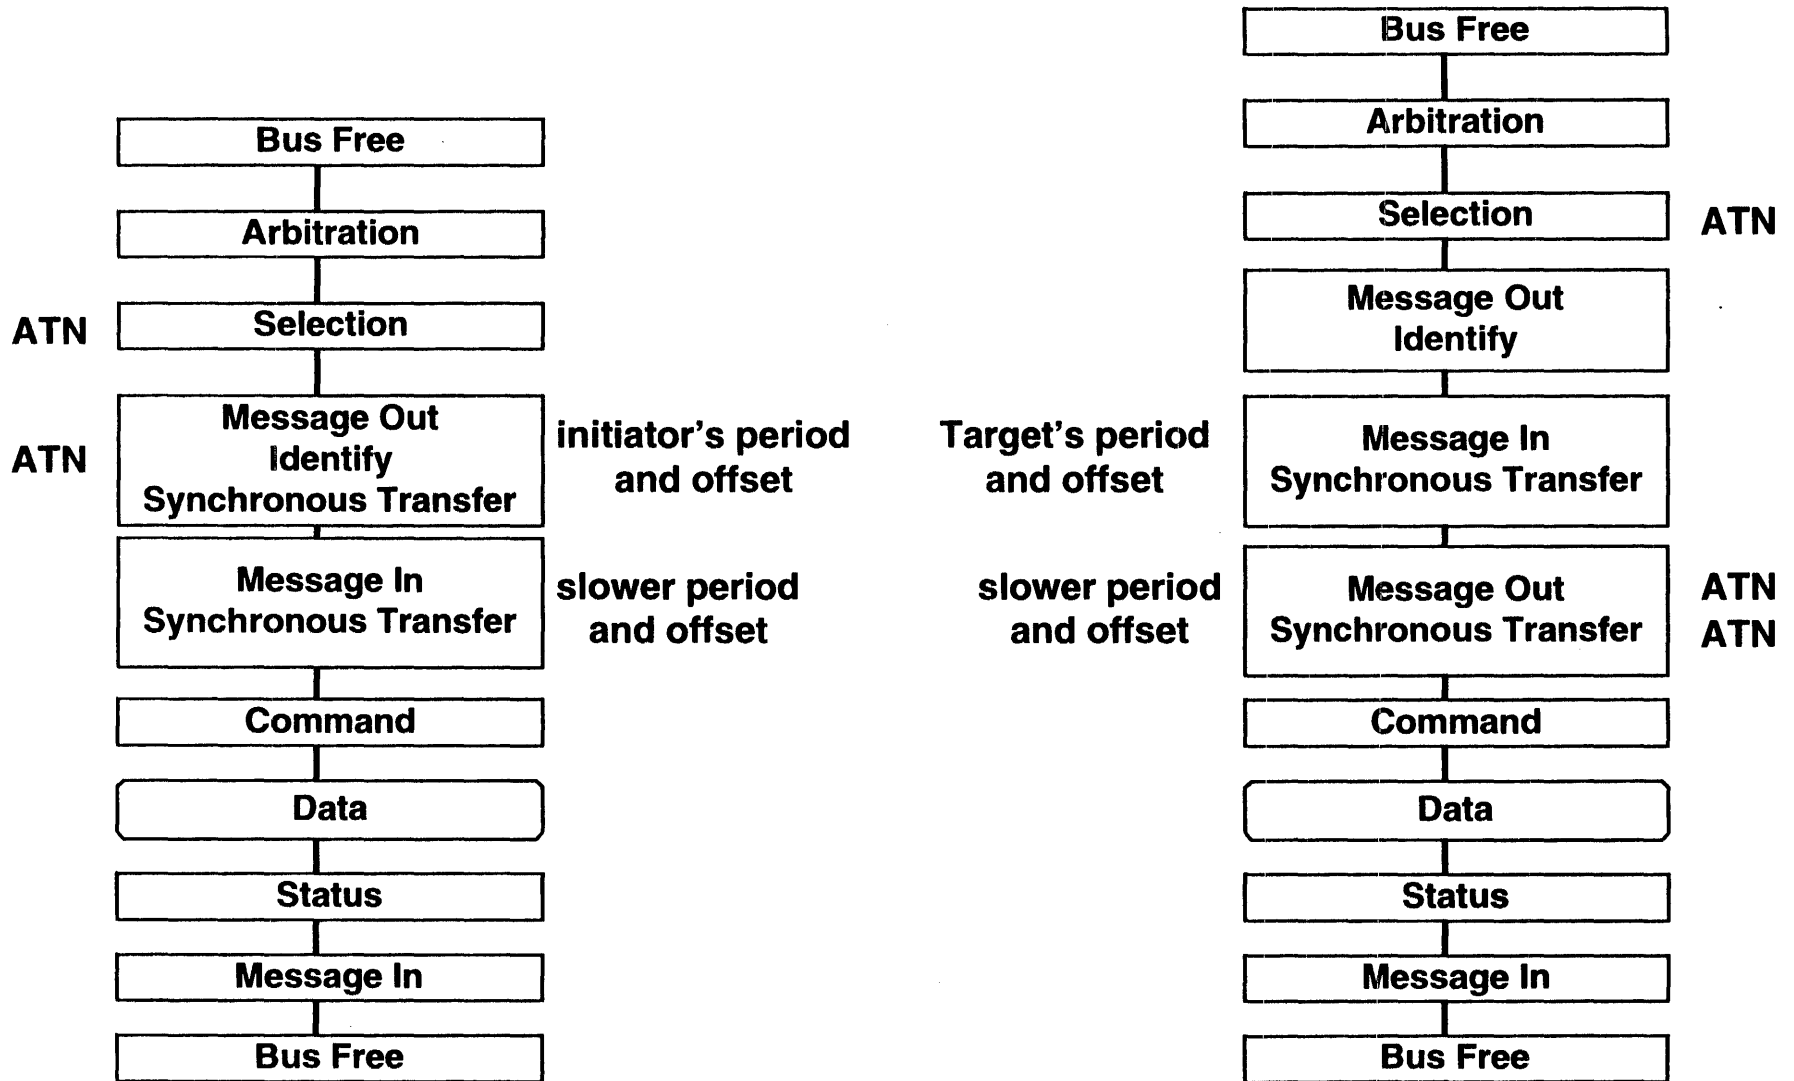 Bus Free
Arbitration
ATN
Selection
ATN
Message Out
Identify
Synchronous Transfer
initiator's period
and offset
Message In
Synchronous Transfer
slower period
and offset
Command
Data
Status
Message In
Bus Free
Bus Free
Arbitration
Selection
ATN
Message Out
Identify
Target's period
and offset
Message In
Synchronous Transfer
slower period
and offset
Message Out
Synchronous Transfer
ATN
ATN
Command
Data
Status
Message In
Bus Free